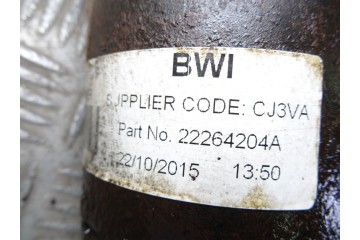 BWI
SUPPLIER CODE: CJ3VA
Part No. 22264204A
22/10/2015 13:50